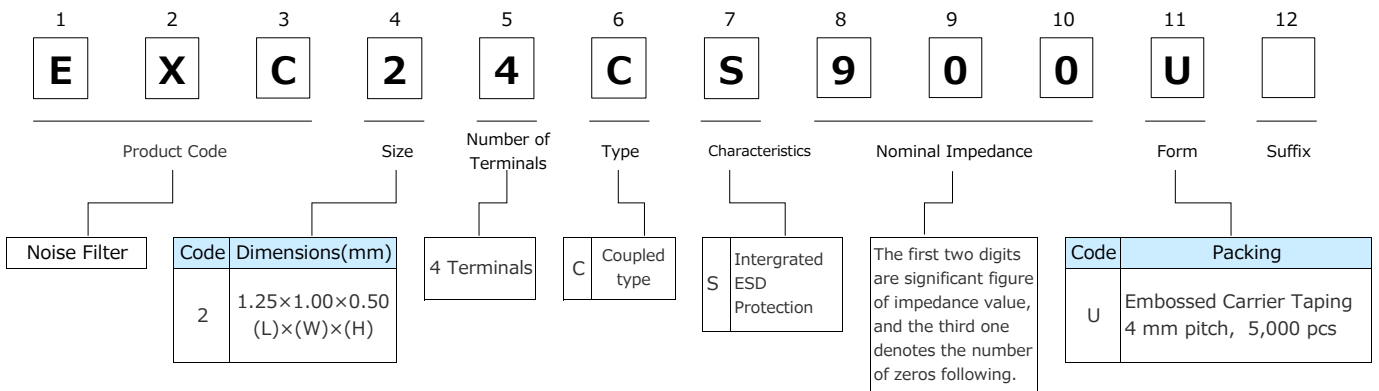 1 2 3 4 5 6 7 8 9 10 11 12
E X C 2 4 C S 9 0 0 U
Product Code
Size
Number of
Terminals
Type
Characteristics
Nominal Impedance
Form
Suffix
Noise Filter
Code Dimensions(mm)
2
1.25×1.00×0.50
(L)×(W)×(H)
4 Terminals
C
Coupled
type
S
Intergrated
ESD
Protection
The first two digits
are significant figure
of impedance value,
and the third one
denotes the number
of zeros following.
Code Packing
U
Embossed Carrier Taping
4 mm pitch, 5,000 pcs